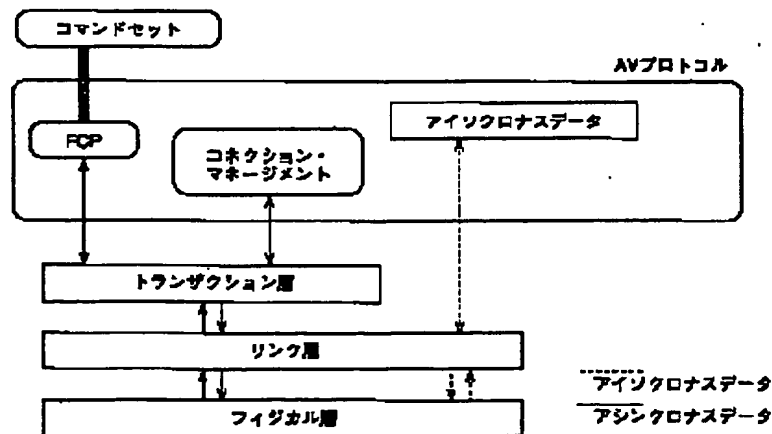 コマンドセット
AVプロトコル
FCP
アイソクロナスデータ
コネクション・
マネージメント
トランザクション層
リンク層
フィジカル層
アイソクロナスデータ
アシンクロナスデータ